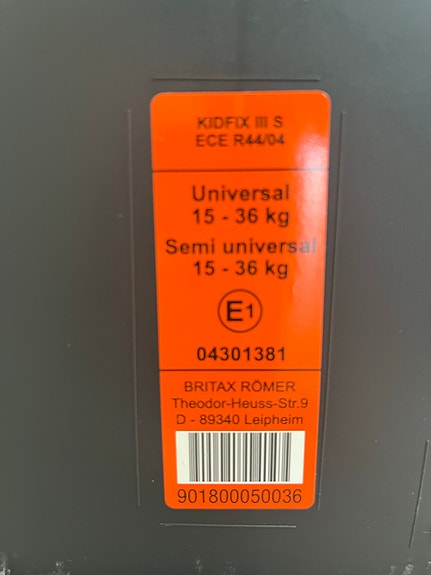 KIDFIX III S
ECE R44/04
Universal
15 - 36 kg
Semi universal
15 - 36 kg
E1
04301381
BRITAX RÖMER
Theodor-Heuss-Str.9
D - 89340 Leipheim
901800050036